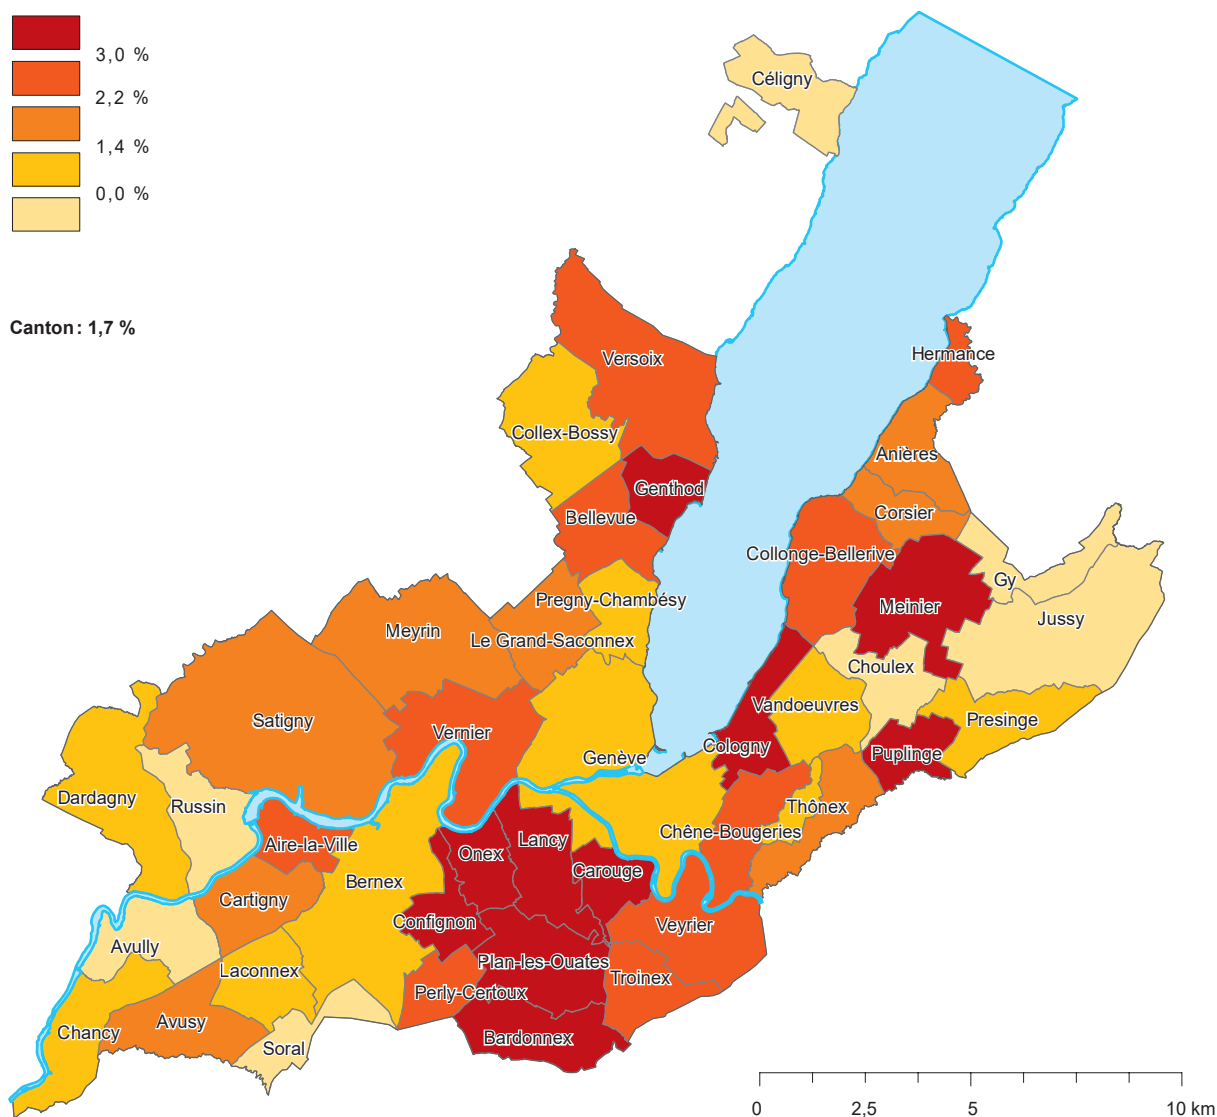 3,0 %
2,2 %
1,4 %
0,0 %
Canton : 1,7 %
Céligny
Versoix
Hermance
Collex-Bossy
Anières
Genthod
Corsier
Bellevue
Collonge-Bellerive
Gy
Pregny-Chambésy
Meinier
Jussy
Meyrin
Le Grand-Saconnex
Choulex
Vandoeuvres
Satigny
Presinge
Vernier
Cologny
Puplinge
Genève
Dardagny
Russin
Thônex
Chêne-Bougeries
Aire-la-Ville
Lancy
Onex
Carouge
Bernex
Cartigny
Confignon
Veyrier
Avully
Plan-les-Ouates
Laconnex
Troinex
Perly-Certoux
Avusy
Chancy
Bardonnex
Soral
0 2,5 5 10 km